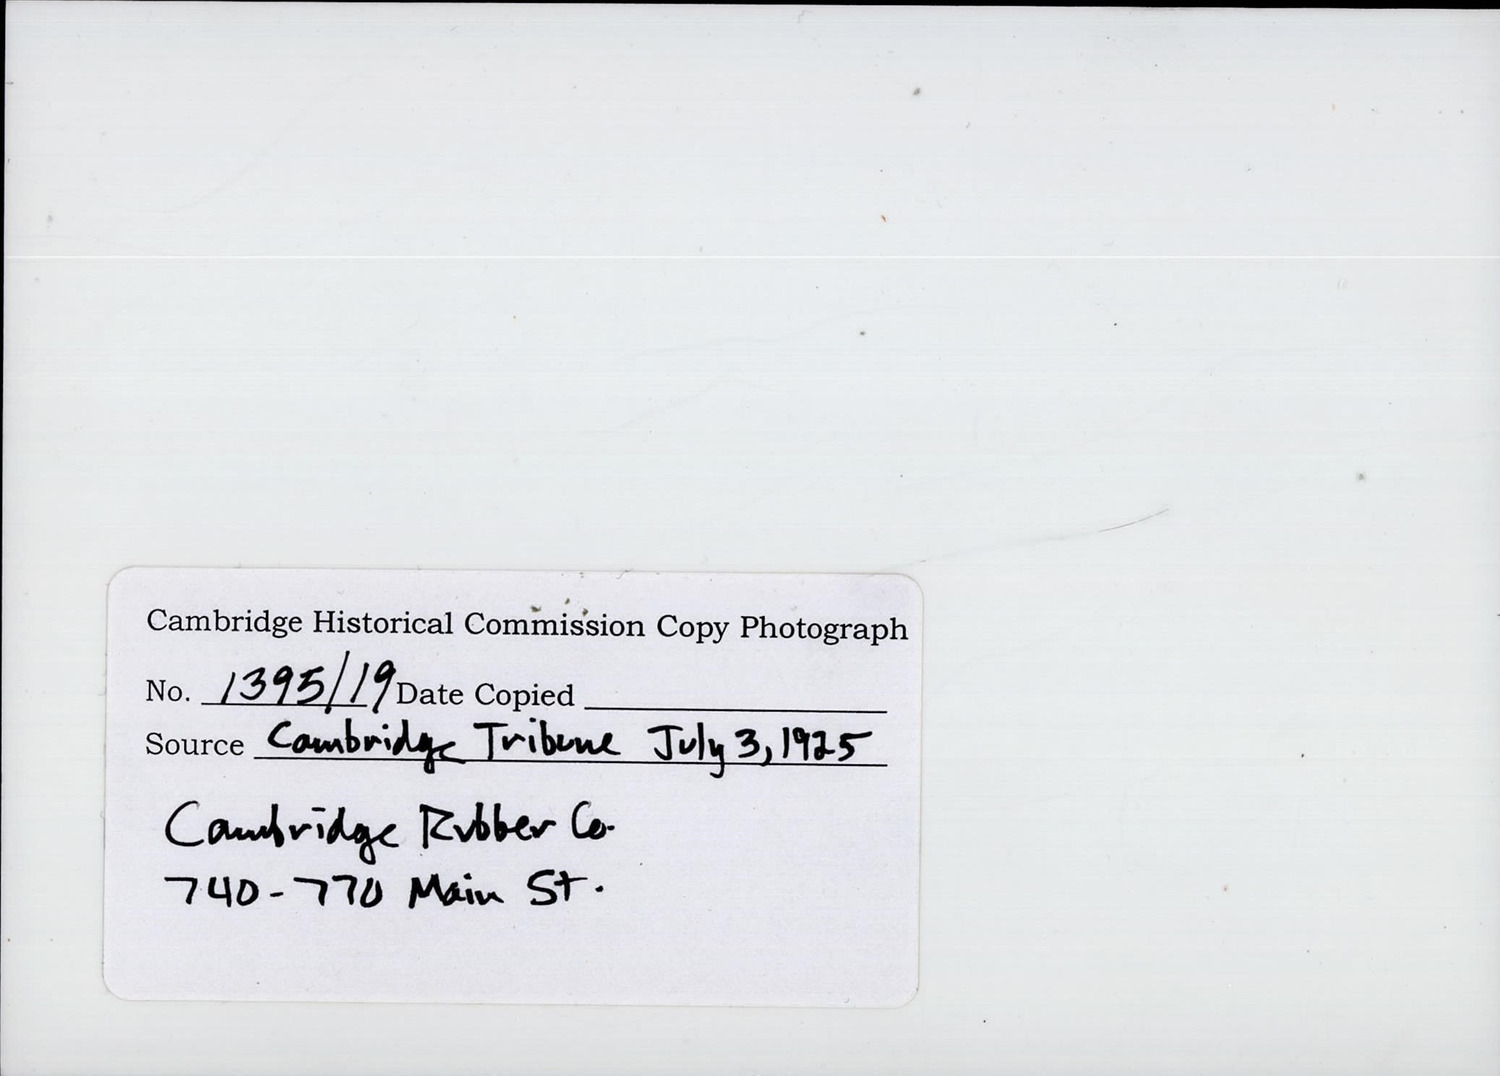 Cambridge Historical Commission Copy Photograph
No. 1395/19 Date Copied
Source Cambridge Tribune July 3, 1925
Cambridge Rubber Co.
740-770 Main St.